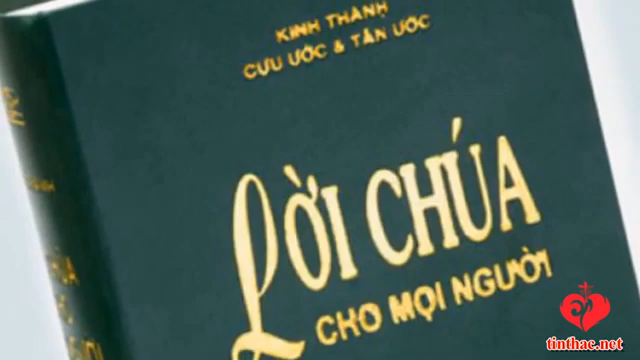 KINH THÁNH
CỰU ƯỚC & TÂN ƯỚC
LỜI CHÚA
CHO MỌI NGƯỜI
tinthac.net